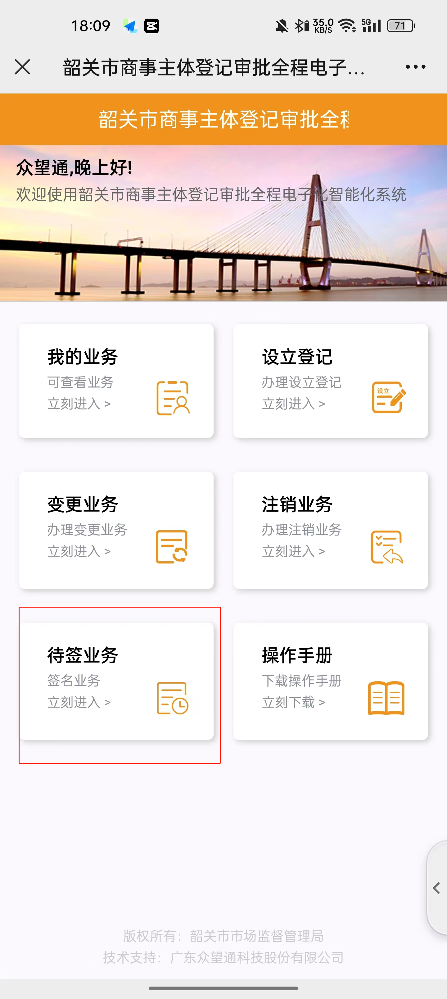 18:09
35.0
KB/S
5G
71
韶关市商事主体登记审批全程电子...
韶关市商事主体登记审批全
众望通,晚上好!
欢迎使用韶关市商事主体登记审批全程电子化智能化系统
我的业务
可查看业务
立刻进入 >
设立登记
办理设立登记
立刻进入 >
设立
变更业务
办理变更业务
立刻进入 >
注销业务
办理注销业务
立刻进入 >
待签业务
签名业务
立刻进入 >
操作手册
下载操作手册
立刻下载 >
版权所有：韶关市市场监督管理局
技术支持：广东众望通科技股份有限公司